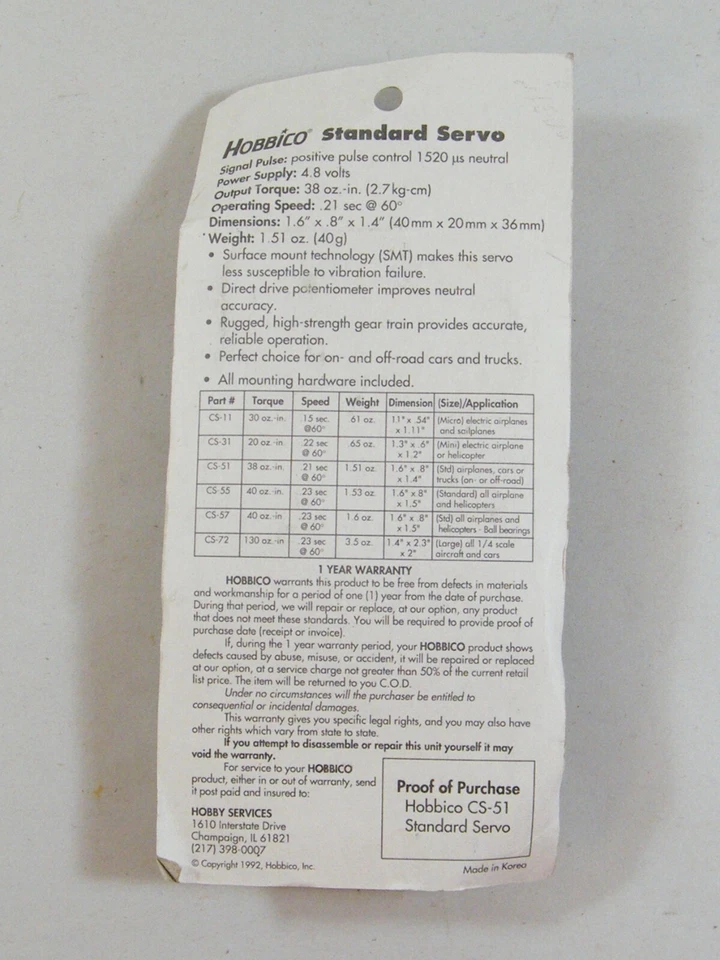 HOBBICO® Standard Servo
Signal Pulse: positive pulse control 1520 µs neutral
Power Supply: 4.8 volts
Output Torque: 38 oz.-in. (2.7kg-cm)
Operating Speed: .21 sec @ 60°
Dimensions: 1.6" x .8" x 1.4" (40mm x 20mm x 36mm)
Weight: 1.51 oz. (40g)
• Surface mount technology (SMT) makes this servo
less susceptible to vibration failure.
• Direct drive potentiometer improves neutral
accuracy.
• Rugged, high-strength gear train provides accurate,
reliable operation.
• Perfect choice for on- and off-road cars and trucks.
• All mounting hardware included.
Part # Torque Speed Weight Dimension (Size)/Application
CS-11 30 oz.-in. .15 sec. .61 oz. 1.1" x .54" (Micro) electric airplanes
@60° x 1.11" and sailplanes
CS-31 20 oz.-in. .22 sec .65 oz. 1.3" x .6" (Mini) electric airplane
@ 60° x 1.2" or helicopter
CS-51 38 oz.-in. .21 sec 1.51 oz. 1.6" x .8" (Std) airplanes, cars or
@ 60° x 1.4" trucks (on- or off-road)
CS-55 40 oz.-in. .23 sec 1.53 oz. 1.6" x .8" (Standard) all airplane
@ 60° x 1.5" and helicopters
CS-57 40 oz.-in. .23 sec 1.6 oz. 1.6" x .8" (Std) all airplanes and
@ 60° x 1.5" helicopters - Ball bearings
CS-72 130 oz.-in. .23 sec 3.5 oz. 1.4" x 2.3" (Large) all 1/4 scale
@ 60° x 2" aircraft and cars
1 YEAR WARRANTY
HOBBICO warrants this product to be free from defects in materials
and workmanship for a period of one (1) year from the date of purchase.
During that period, we will repair or replace, at our option, any product
that does not meet these standards. You will be required to provide proof of
purchase date (receipt or invoice).
If, during the 1 year warranty period, your HOBBICO product shows
defects caused by abuse, misuse, or accident, it will be repaired or replaced
at our option, at a service charge not greater than 50% of the current retail
list price. The item will be returned to you C.O.D.
Under no circumstances will the purchaser be entitled to
consequential or incidental damages.
This warranty gives you specific legal rights, and you may also have
other rights which vary from state to state.
If you attempt to disassemble or repair this unit yourself it may
void the warranty.
For service to your HOBBICO
product, either in or out of warranty, send
it post paid and insured to:
HOBBY SERVICES
1610 Interstate Drive
Champaign, IL 61821
(217) 398-0007
© Copyright 1992, Hobbico, Inc.
Proof of Purchase
Hobbico CS-51
Standard Servo
Made in Korea